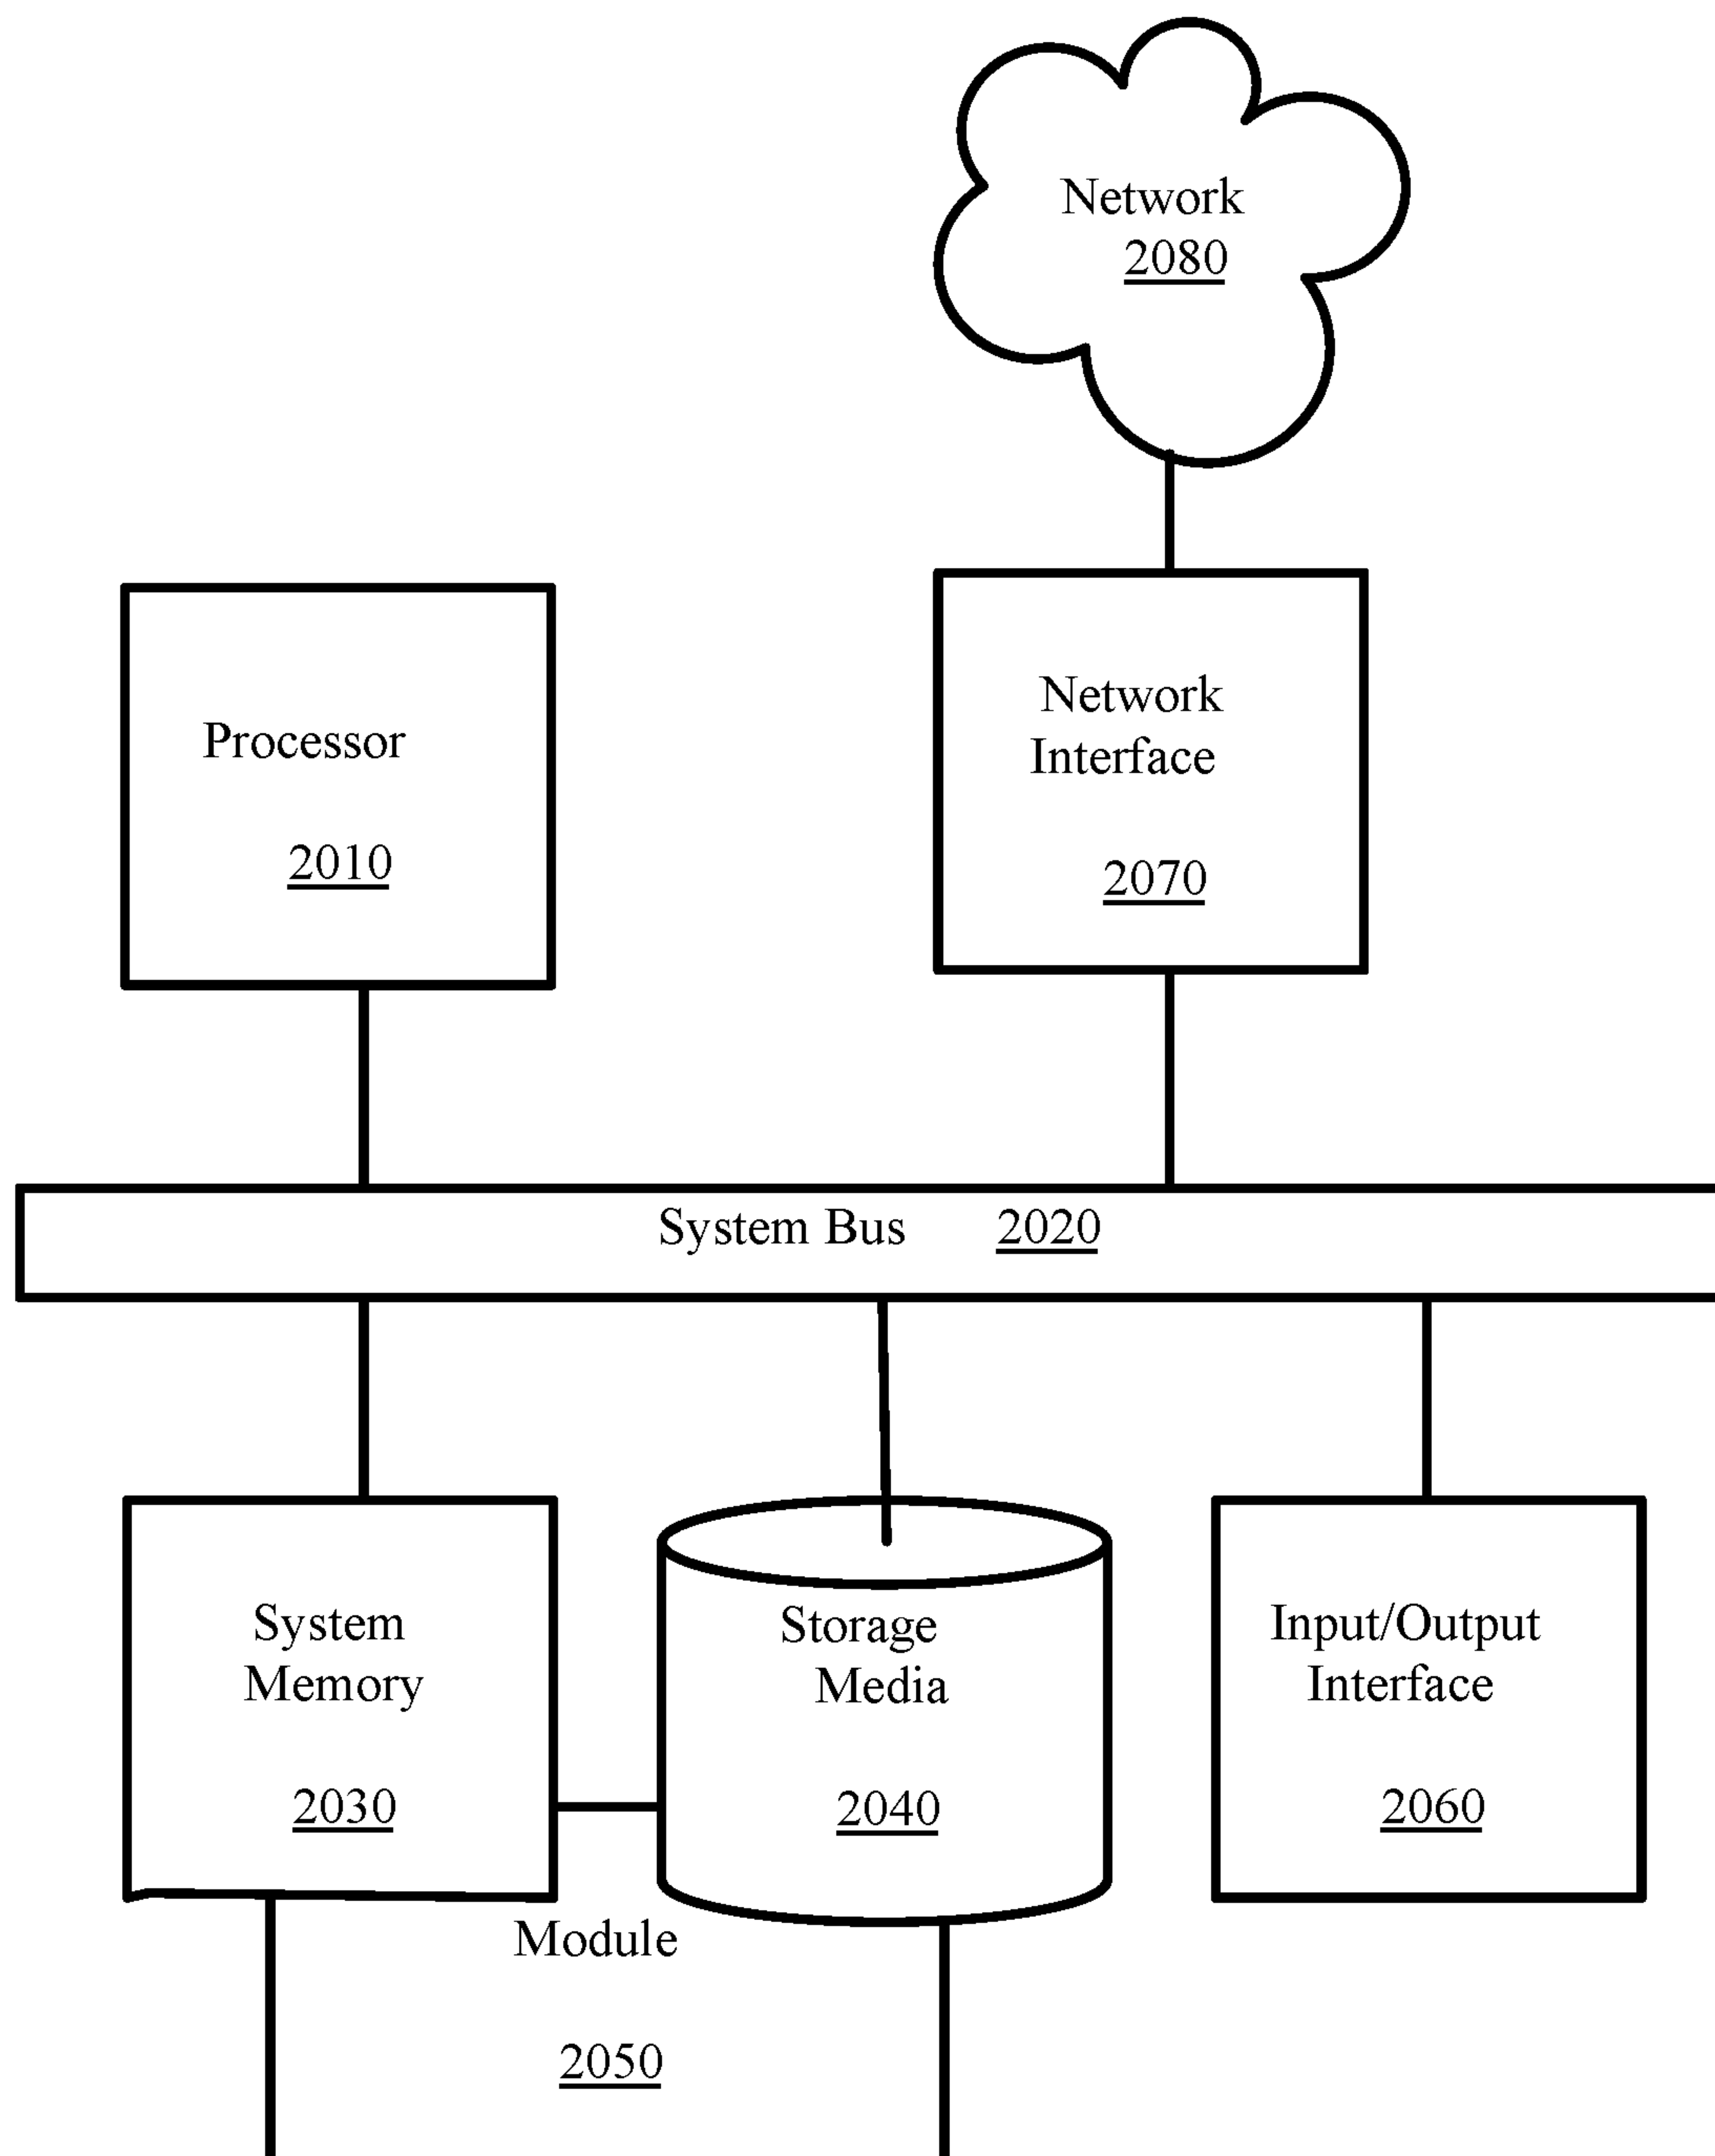 Network
2080
Processor
2010
Network
Interface
2070
System Bus 2020
System
Memory
2030
Storage
Media
2040
Input/Output
Interface
2060
Module
2050